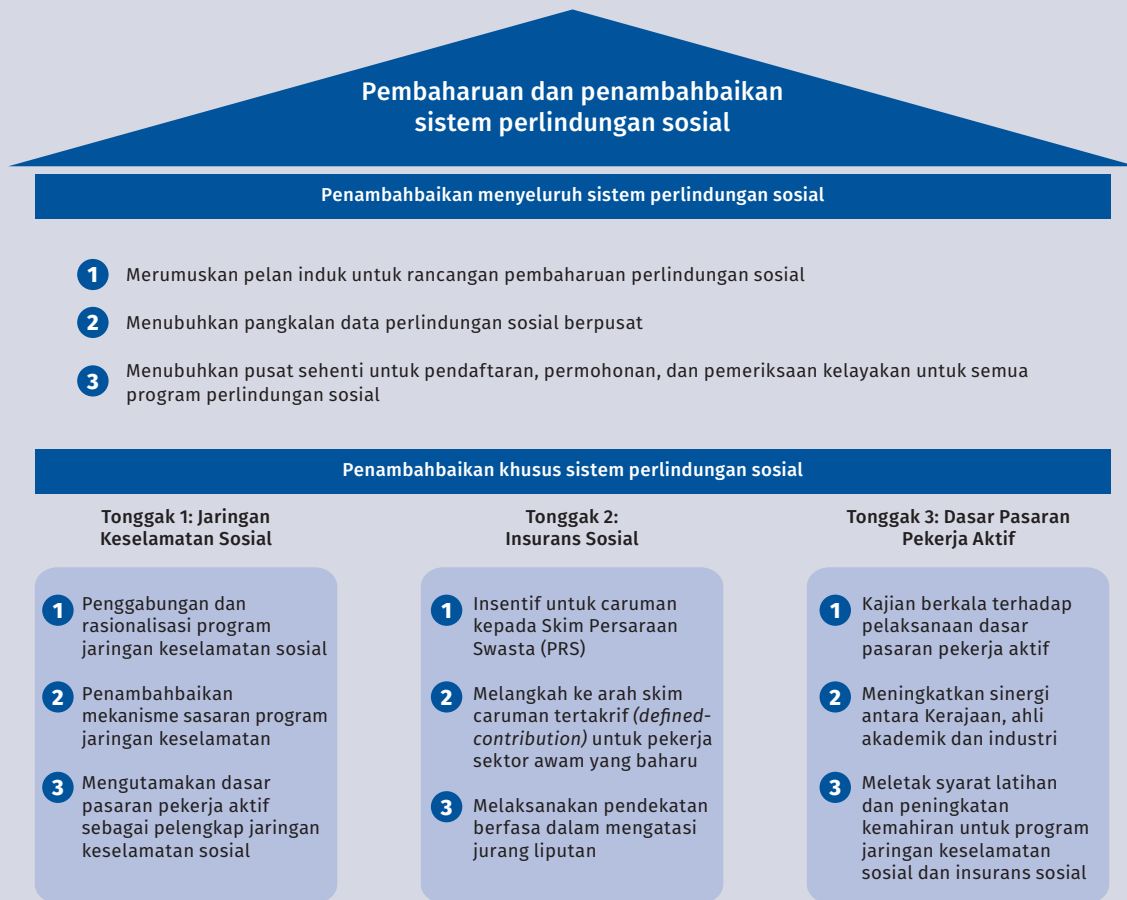 Pembaharuan dan penambahbaikan
sistem perlindungan sosial
Penambahbaikan menyeluruh sistem perlindungan sosial
1 Merumuskan pelan induk untuk rancangan pembaharuan perlindungan sosial
2 Menubuhkan pangkalan data perlindungan sosial berpusat
3 Menubuhkan pusat sehenti untuk pendaftaran, permohonan, dan pemeriksaan kelayakan untuk semua
program perlindungan sosial
Penambahbaikan khusus sistem perlindungan sosial
Tonggak 1: Jaringan
Keselamatan Sosial
1 Penggabungan dan
rasionalisasi program
jaringan keselamatan sosial
2 Penambahbaikan
mekanisme sasaran program
jaringan keselamatan
3 Mengutamakan dasar
pasaran pekerja aktif
sebagai pelengkap jaringan
keselamatan sosial
Tonggak 2:
Insurans Sosial
1 Insentif untuk caruman
kepada Skim Persaraan
Swasta (PRS)
2 Melangkah ke arah skim
caruman tertakrif (defined-
contribution) untuk pekerja
sektor awam yang baharu
3 Melaksanakan pendekatan
berfasa dalam mengatasi
jurang liputan
Tonggak 3: Dasar Pasaran
Pekerja Aktif
1 Kajian berkala terhadap
pelaksanaan dasar
pasaran pekerja aktif
2 Meningkatkan sinergi
antara Kerajaan, ahli
akademik dan industri
3 Meletak syarat latihan
dan peningkatan
kemahiran untuk program
jaringan keselamatan
sosial dan insurans sosial